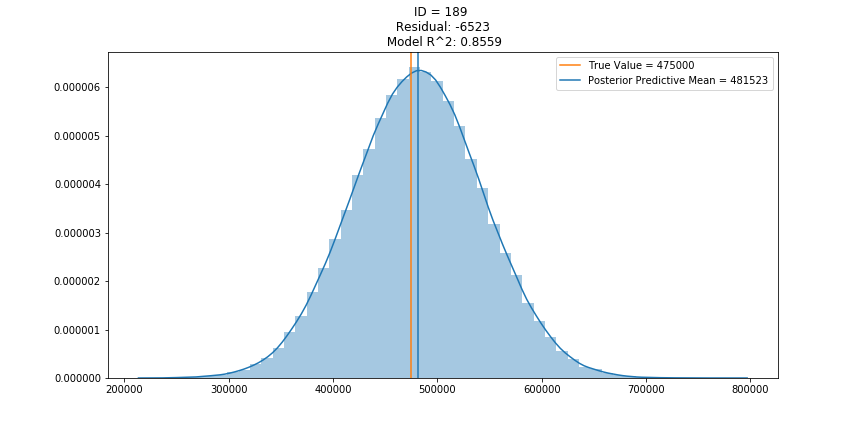 ID = 189
Residual: -6523
Model R^2: 0.8559
True Value = 475000
Posterior Predictive Mean = 481523
0.000006
0.000005
0.000004
0.000003
0.000002
0.000001
0.000000
200000 300000 400000 500000 600000 700000 800000